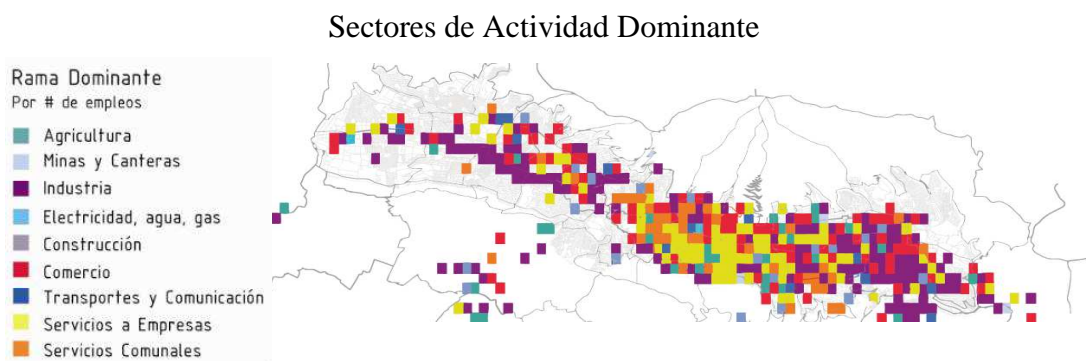 Sectores de Actividad Dominante
Rama Dominante
Por # de empleos
Agricultura
Minas y Canteras
Industria
Electricidad, agua, gas
Construcción
Comercio
Transportes y Comunicación
Servicios a Empresas
Servicios Comunales